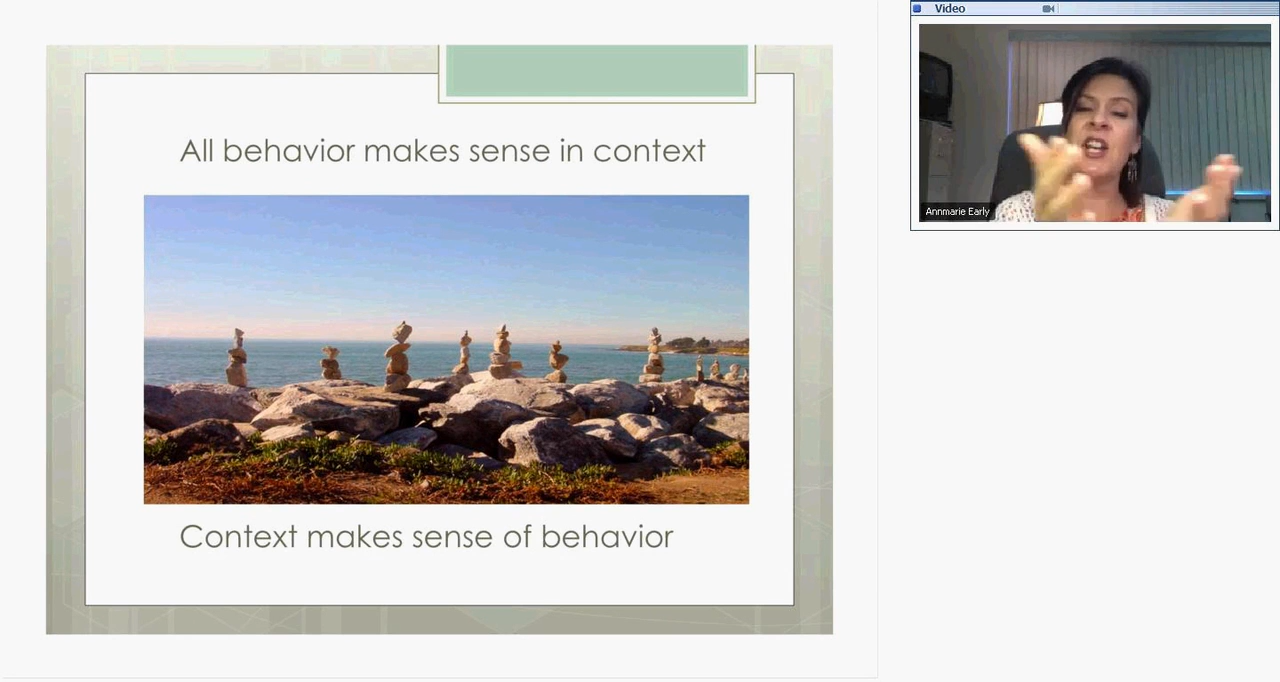 Video
All behavior makes sense in context
Annmarie Early
Context makes sense of behavior